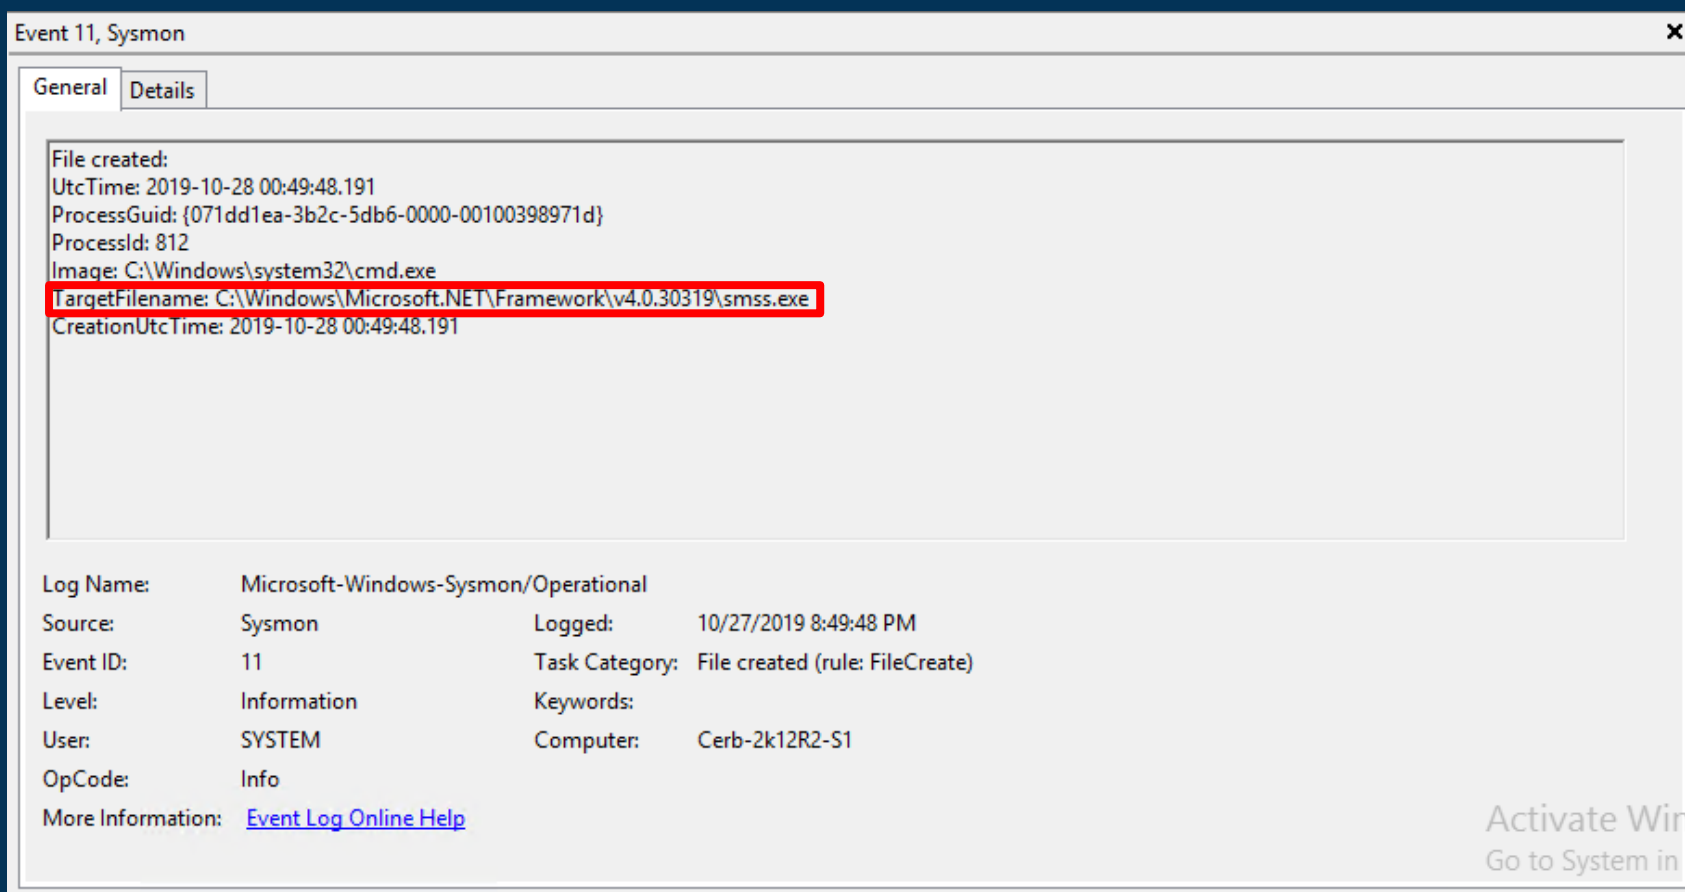 Event 11, Sysmon
General Details
File created:
UtcTime: 2019-10-28 00:49:48.191
ProcessGuid: {071dd1ea-3b2c-5db6-0000-00100398971d}
ProcessId: 812
Image: C:\Windows\system32\cmd.exe
TargetFilename: C:\Windows\Microsoft.NET\Framework\v4.0.30319\smss.exe
CreationUtcTime: 2019-10-28 00:49:48.191
Log Name: Microsoft-Windows-Sysmon/Operational
Source: Sysmon Logged: 10/27/2019 8:49:48 PM
Event ID: 11 Task Category: File created (rule: FileCreate)
Level: Information Keywords:
User: SYSTEM Computer: Cerb-2k12R2-S1
OpCode: Info
More Information: Event Log Online Help
Activate Win
Go to System in